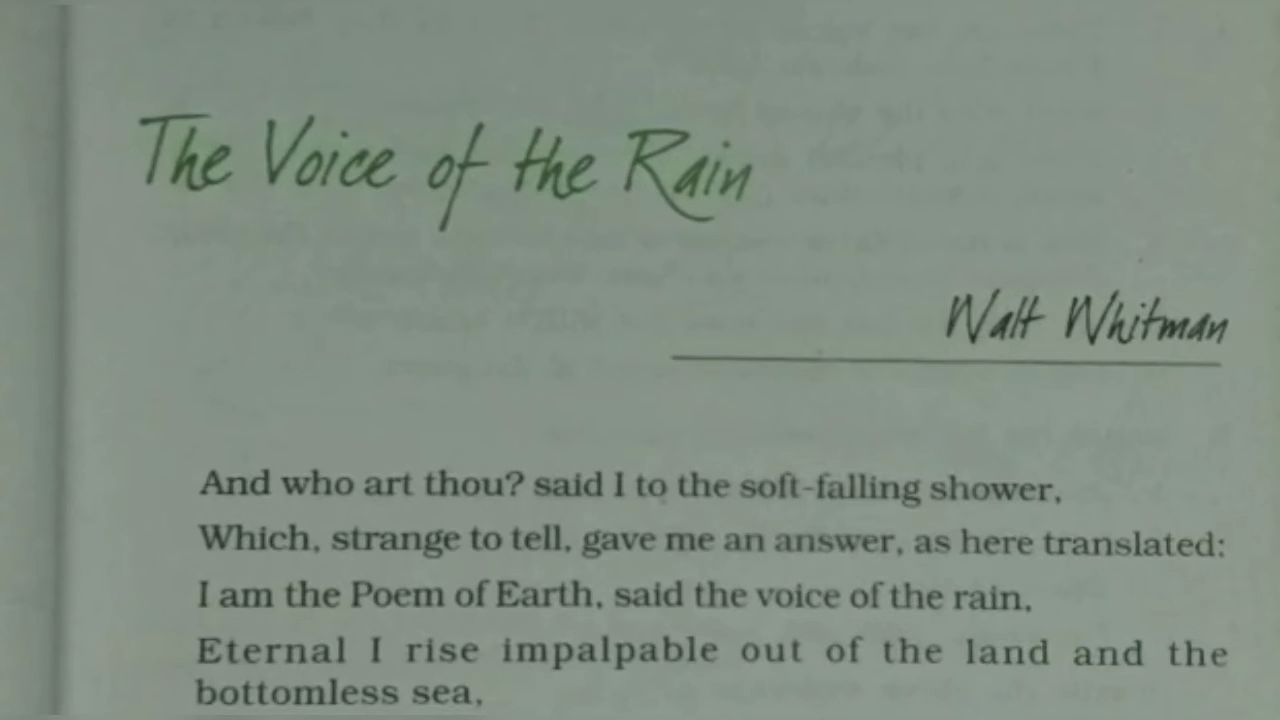 The Voice of the Rain
Walt Whitman
And who art thou? said I to the soft-falling shower,
Which, strange to tell, gave me an answer, as here translated:
I am the Poem of Earth, said the voice of the rain,
Eternal I rise impalpable out of the land and the
bottomless sea,